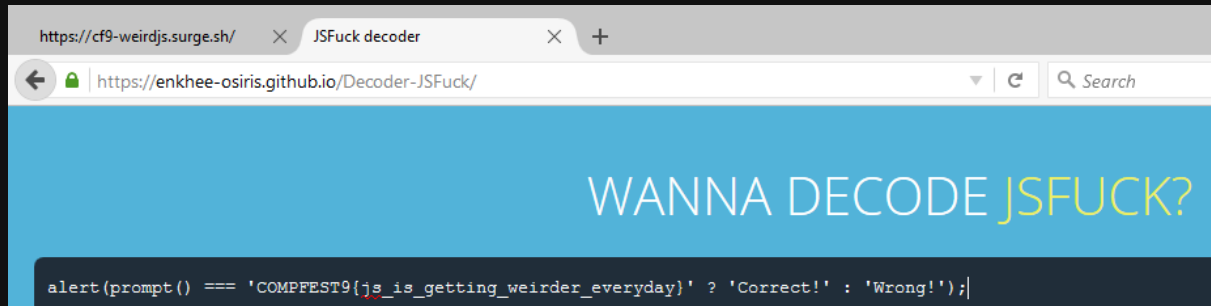 https://cf9-weirdjs.surge.sh/ JSFuck decoder
https://enkhee-osiris.github.io/Decoder-JSFuck/ Search
WANNA DECODE JSFUCK?
alert(prompt() === 'COMPFEST9{js_is_getting_weirder_everyday}' ? 'Correct!' : 'Wrong!');